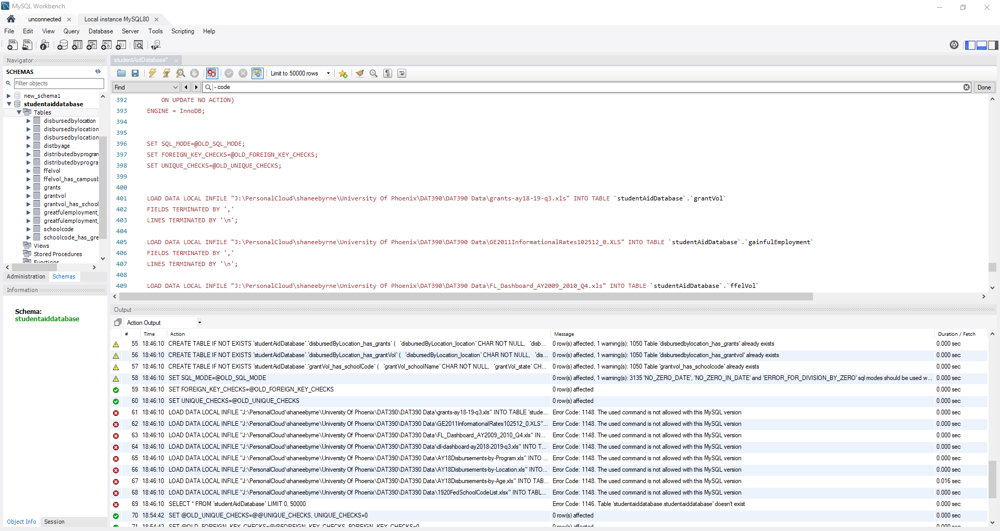 MySQL Workbench
unconnected
Local instance MySQL80
File Edit View Query Database Server Tools Scripting Help
Navigator
SCHEMAS
Filter objects
new_schema1
studentaiddatabase
Tables
disbursedbylocation
disbursedbylocation
disbursedbylocation
distbyage
distributedbyprogram
distributedbyprogra
ffelvol
ffelvol_has_campusb
grants
grantvol
grantvol_has_school
greatfulemployment_
greatfulemployment_
schoolcode
schoolcode_has_gre
Views
Stored Procedures
Functions
Administration Schemas
Information
Schema:
studentaiddatabase
Object Info Session
studentAidDatabase*
Limit to 50000 rows
Find
code
Done
392 ON UPDATE NO ACTION)
393 ENGINE = InnoDB;
394
395
396 SET SQL_MODE=@OLD_SQL_MODE;
397 SET FOREIGN_KEY_CHECKS=@OLD_FOREIGN_KEY_CHECKS;
398 SET UNIQUE_CHECKS=@OLD_UNIQUE_CHECKS;
399
400
401 LOAD DATA LOCAL INFILE "J:\PersonalCloud\shaneebyrne\University Of Phoenix\DAT390\DAT390 Data\grants-ay18-19-q3.xls" INTO TABLE `studentAidDatabase`.`grantVol`
402 FIELDS TERMINATED BY ','
403 LINES TERMINATED BY '\n';
404
405 LOAD DATA LOCAL INFILE "J:\PersonalCloud\shaneebyrne\University Of Phoenix\DAT390\DAT390 Data\GE2011InformationalRates102512_0.XLS" INTO TABLE `studentAidDatabase`.`gainfulEmployment`
406 FIELDS TERMINATED BY ','
407 LINES TERMINATED BY '\n';
408
409 LOAD DATA LOCAL INFILE "J:\PersonalCloud\shaneebyrne\University Of Phoenix\DAT390\DAT390 Data\FL_Dashboard_AY2009_2010_Q4.xls" INTO TABLE `studentAidDatabase`.`ffelVol`
Output
Action Output
# Time Action Message Duration / Fetch
55 18:46:10 CREATE TABLE IF NOT EXISTS `studentAidDatabase`.`disbursedByLocation_has_grants` ( `disbursedByLocation_location` CHAR NOT NULL, `disb... 0 row(s) affected, 1 warning(s): 1050 Table 'disbursedbylocation_has_grants' already exists 0.000 sec
56 18:46:10 CREATE TABLE IF NOT EXISTS `studentAidDatabase`.`disbursedByLocation_has_grantVol` ( `disbursedByLocation_location` CHAR NOT NULL, `dis... 0 row(s) affected, 1 warning(s): 1050 Table 'disbursedbylocation_has_grantvol' already exists 0.000 sec
57 18:46:10 CREATE TABLE IF NOT EXISTS `studentAidDatabase`.`grantVol_has_schoolCode` ( `grantVol_schoolName` CHAR NOT NULL, `grantVol_state` CH... 0 row(s) affected, 1 warning(s): 1050 Table 'grantvol_has_schoolcode' already exists 0.000 sec
58 18:46:10 SET SQL_MODE=@OLD_SQL_MODE 0 row(s) affected, 1 warning(s): 3135 'NO_ZERO_DATE', 'NO_ZERO_IN_DATE' and 'ERROR_FOR_DIVISION_BY_ZERO' sql modes should be used w... 0.000 sec
59 18:46:10 SET FOREIGN_KEY_CHECKS=@OLD_FOREIGN_KEY_CHECKS 0 row(s) affected 0.000 sec
60 18:46:10 SET UNIQUE_CHECKS=@OLD_UNIQUE_CHECKS 0 row(s) affected 0.000 sec
61 18:46:10 LOAD DATA LOCAL INFILE "J:\PersonalCloud\shaneebyrne\University Of Phoenix\DAT390\DAT390 Data\grants-ay18-19-q3.xls" INTO TABLE `stude... Error Code: 1148. The used command is not allowed with this MySQL version 0.000 sec
62 18:46:10 LOAD DATA LOCAL INFILE "J:\PersonalCloud\shaneebyrne\University Of Phoenix\DAT390\DAT390 Data\GE2011InformationalRates102512_0.XLS"... Error Code: 1148. The used command is not allowed with this MySQL version 0.000 sec
63 18:46:10 LOAD DATA LOCAL INFILE "J:\PersonalCloud\shaneebyrne\University Of Phoenix\DAT390\DAT390 Data\FL_Dashboard_AY2009_2010_Q4.xls" IN... Error Code: 1148. The used command is not allowed with this MySQL version 0.000 sec
64 18:46:10 LOAD DATA LOCAL INFILE "J:\PersonalCloud\shaneebyrne\University Of Phoenix\DAT390\DAT390 Data\dl-dashboard-ay2018-2019-q3.xls" INTO T... Error Code: 1148. The used command is not allowed with this MySQL version 0.000 sec
65 18:46:10 LOAD DATA LOCAL INFILE "J:\PersonalCloud\shaneebyrne\University Of Phoenix\DAT390\DAT390 Data\AY18Disbursements-by-Program.xls" INTO ... Error Code: 1148. The used command is not allowed with this MySQL version 0.000 sec
66 18:46:10 LOAD DATA LOCAL INFILE "J:\PersonalCloud\shaneebyrne\University Of Phoenix\DAT390\DAT390 Data\AY18Disbursements-by-Location.xls" INTO... Error Code: 1148. The used command is not allowed with this MySQL version 0.000 sec
67 18:46:10 LOAD DATA LOCAL INFILE "J:\PersonalCloud\shaneebyrne\University Of Phoenix\DAT390\DAT390 Data\AY18Disbursements-by-Age.xls" INTO TAB... Error Code: 1148. The used command is not allowed with this MySQL version 0.016 sec
68 18:46:10 LOAD DATA LOCAL INFILE "J:\PersonalCloud\shaneebyrne\University Of Phoenix\DAT390\DAT390 Data\1920FedSchoolCodeList.xlsx" INTO TABL... Error Code: 1148. The used command is not allowed with this MySQL version 0.000 sec
69 18:46:10 SELECT * FROM `studentAidDatabase` LIMIT 0, 50000 Error Code: 1146. Table 'studentaiddatabase.studentaiddatabase' doesn't exist 0.000 sec
70 18:54:42 SET @OLD_UNIQUE_CHECKS=@@UNIQUE_CHECKS, UNIQUE_CHECKS=0 0 row(s) affected 0.000 sec
71 18:54:42 SET @OLD_FOREIGN_KEY_CHECKS=@@FOREIGN_KEY_CHECKS, FOREIGN_KEY_CHECKS=0 0 row(s) affected 0.000 sec